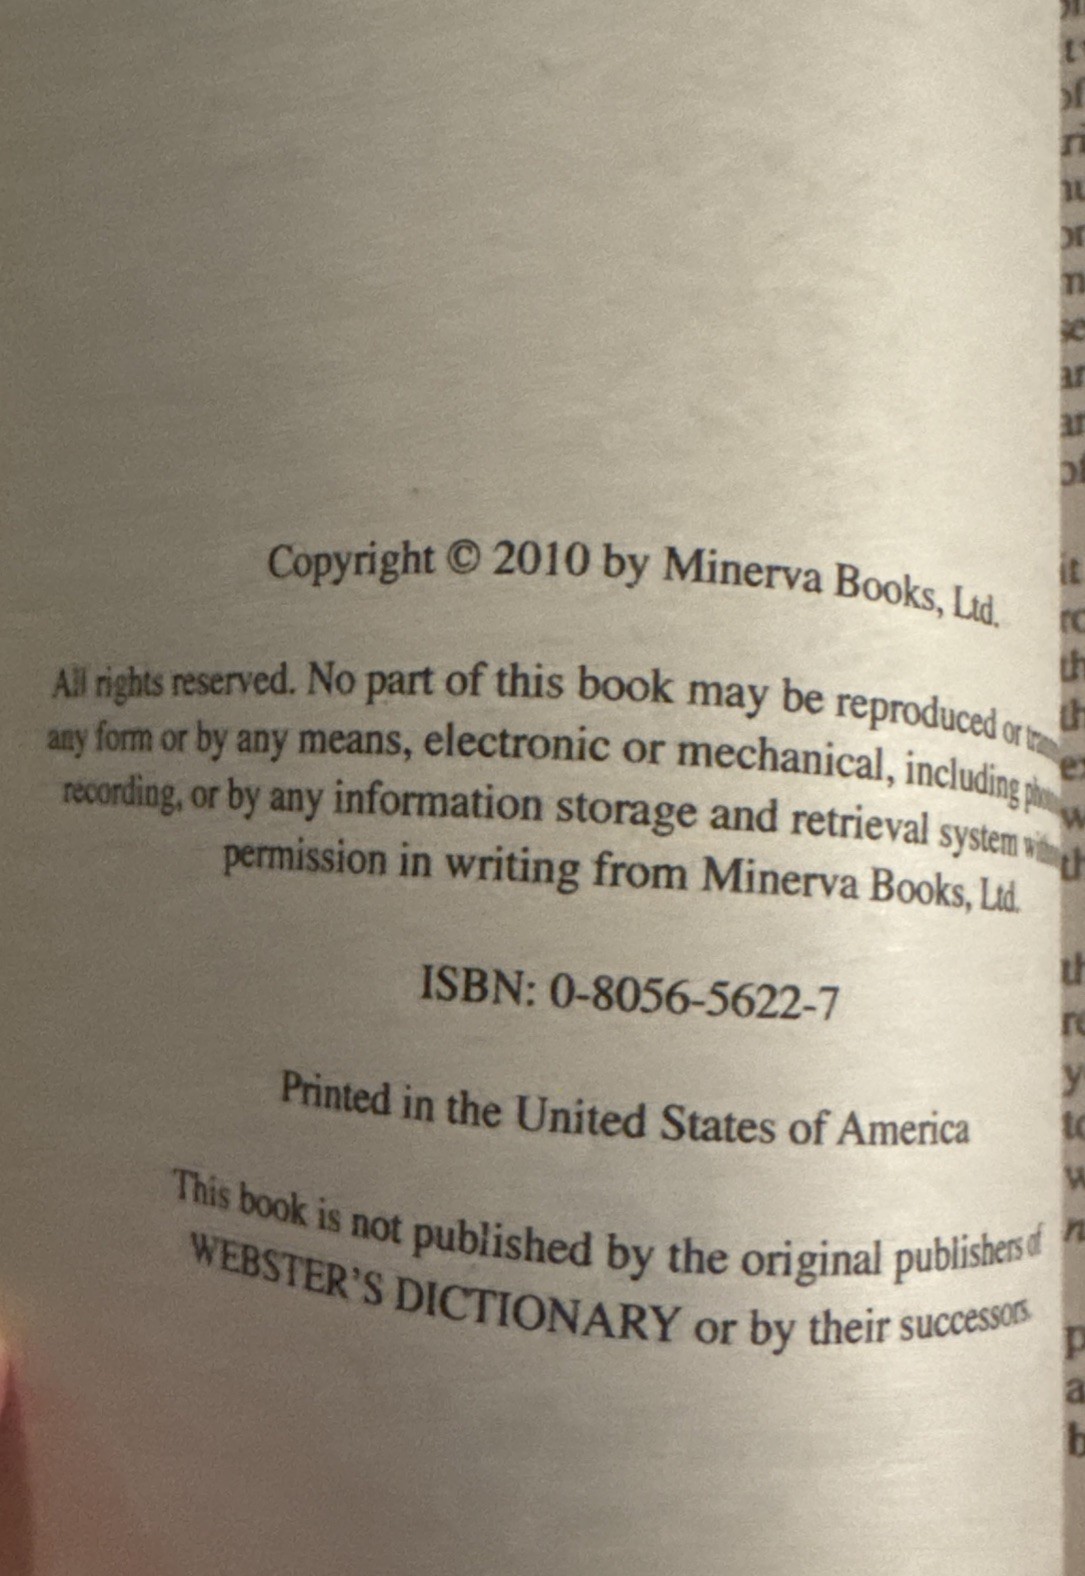 Copyright © 2010 by Minerva Books, Ltd.
All rights reserved. No part of this book may be reproduced or
any form or by any means, electronic or mechanical, including
recording, or by any information storage and retrieval system
permission in writing from Minerva Books, Ltd.
ISBN: 0-8056-5622-7
Printed in the United States of America
This book is not published by the original publishers of
WEBSTER'S DICTIONARY or by their successors.